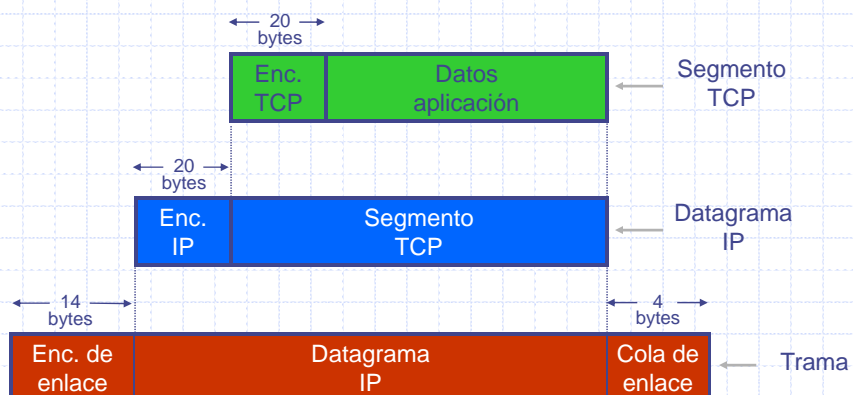 20
bytes
Enc.
TCP
Datos
aplicación
Segmento
TCP
20
bytes
Enc.
IP
Segmento
TCP
Datagrama
IP
14
bytes
4
bytes
Enc. de
enlace
Datagrama
IP
Cola de
enlace
Trama